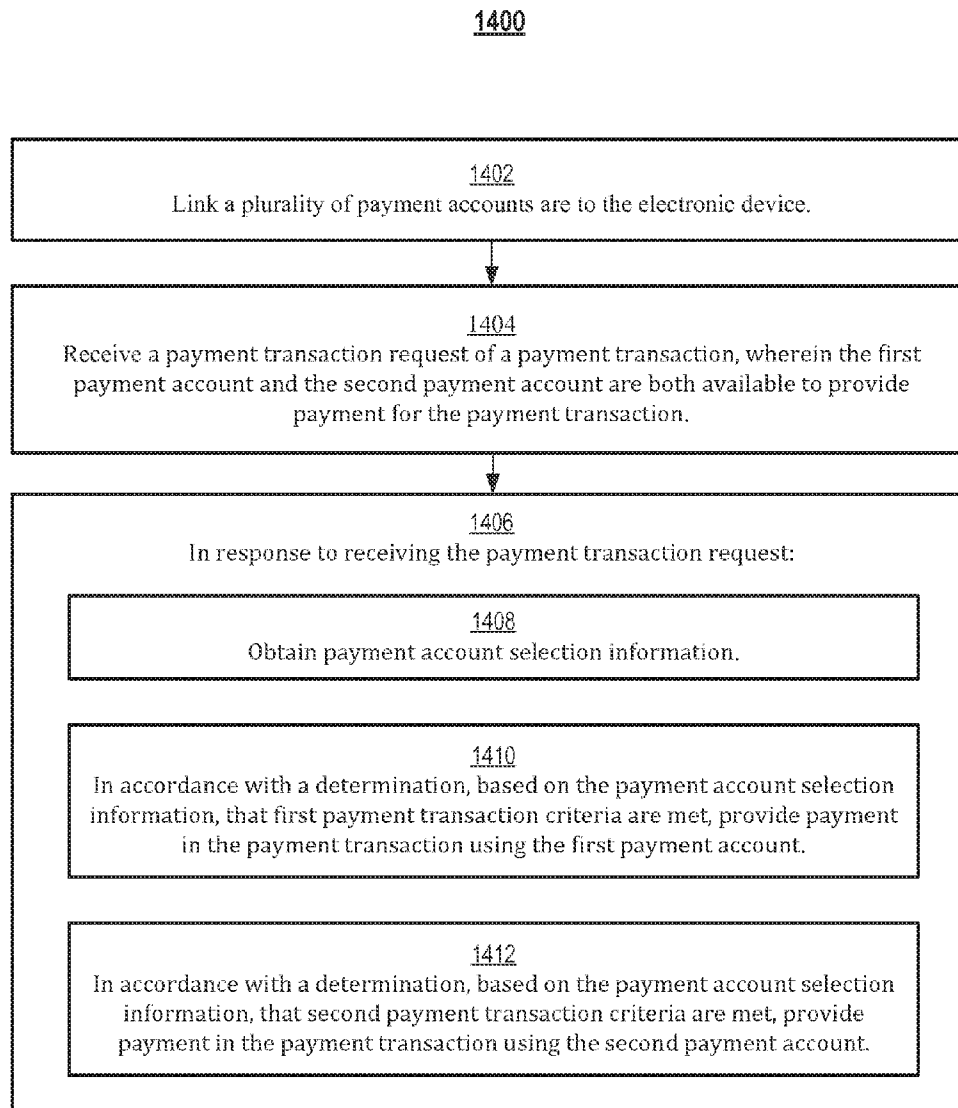 1400
1402
Link a plurality of payment accounts are to the electronic device.
1404
Receive a payment transaction request of a payment transaction, wherein the first
payment account and the second payment account are both available to provide
payment for the payment transaction.
1406
In response to receiving the payment transaction request:
1408
Obtain payment account selection information.
1410
In accordance with a determination, based on the payment account selection
information, that first payment transaction criteria are met, provide payment
in the payment transaction using the first payment account.
1412
In accordance with a determination, based on the payment account selection
information, that second payment transaction criteria are met, provide
payment in the payment transaction using the second payment account.